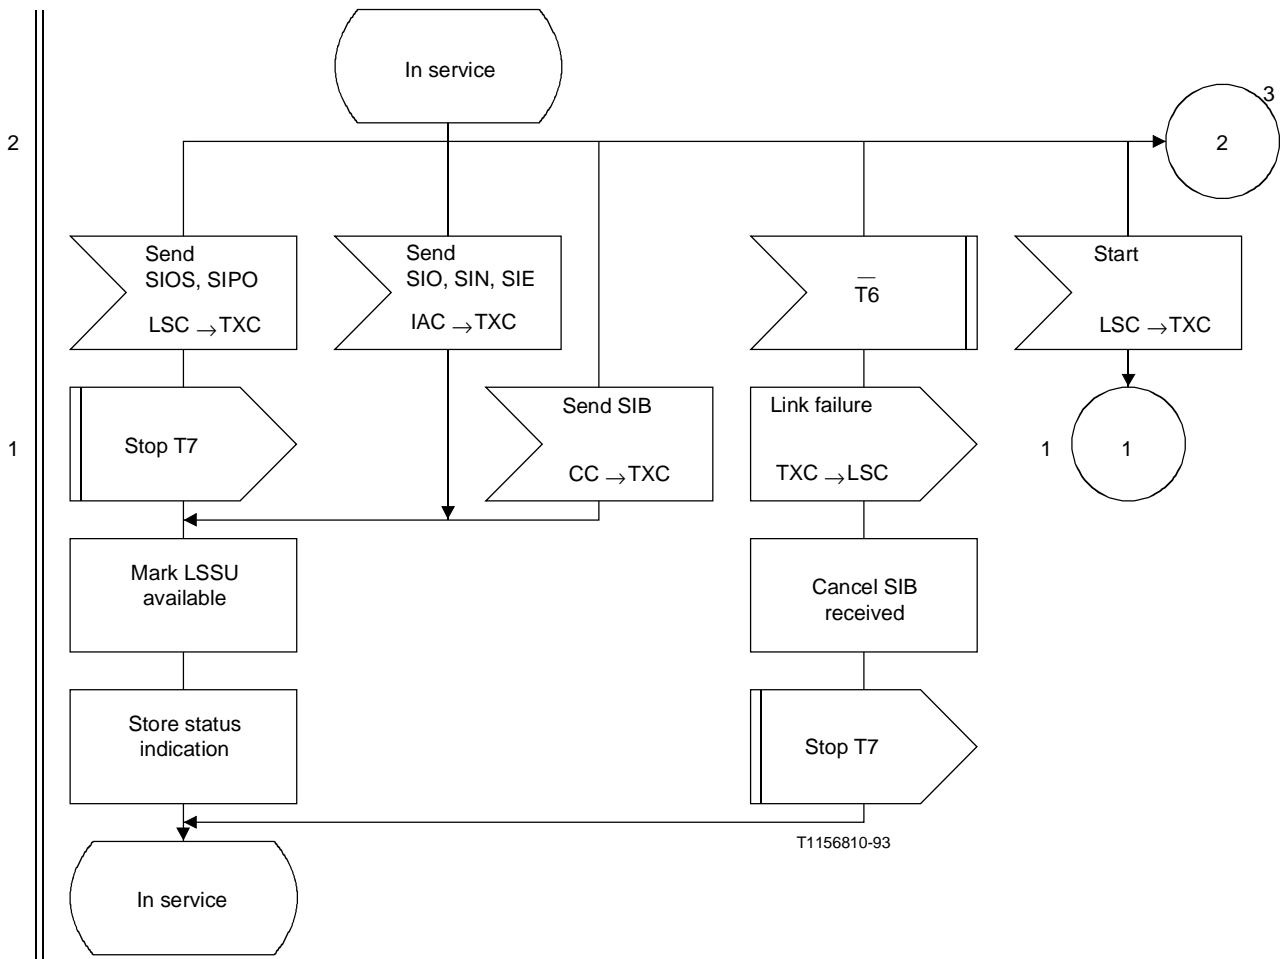 In service
3
2
2
Send
SIOS, SIPO
LSC → TXC
Send
SIO, SIN, SIE
IAC → TXC
T̅6
Start
LSC → TXC
Stop T7
Send SIB
CC → TXC
Link failure
TXC → LSC
1
1
1
Mark LSSU
available
Cancel SIB
received
Store status
indication
Stop T7
T1156810-93
In service